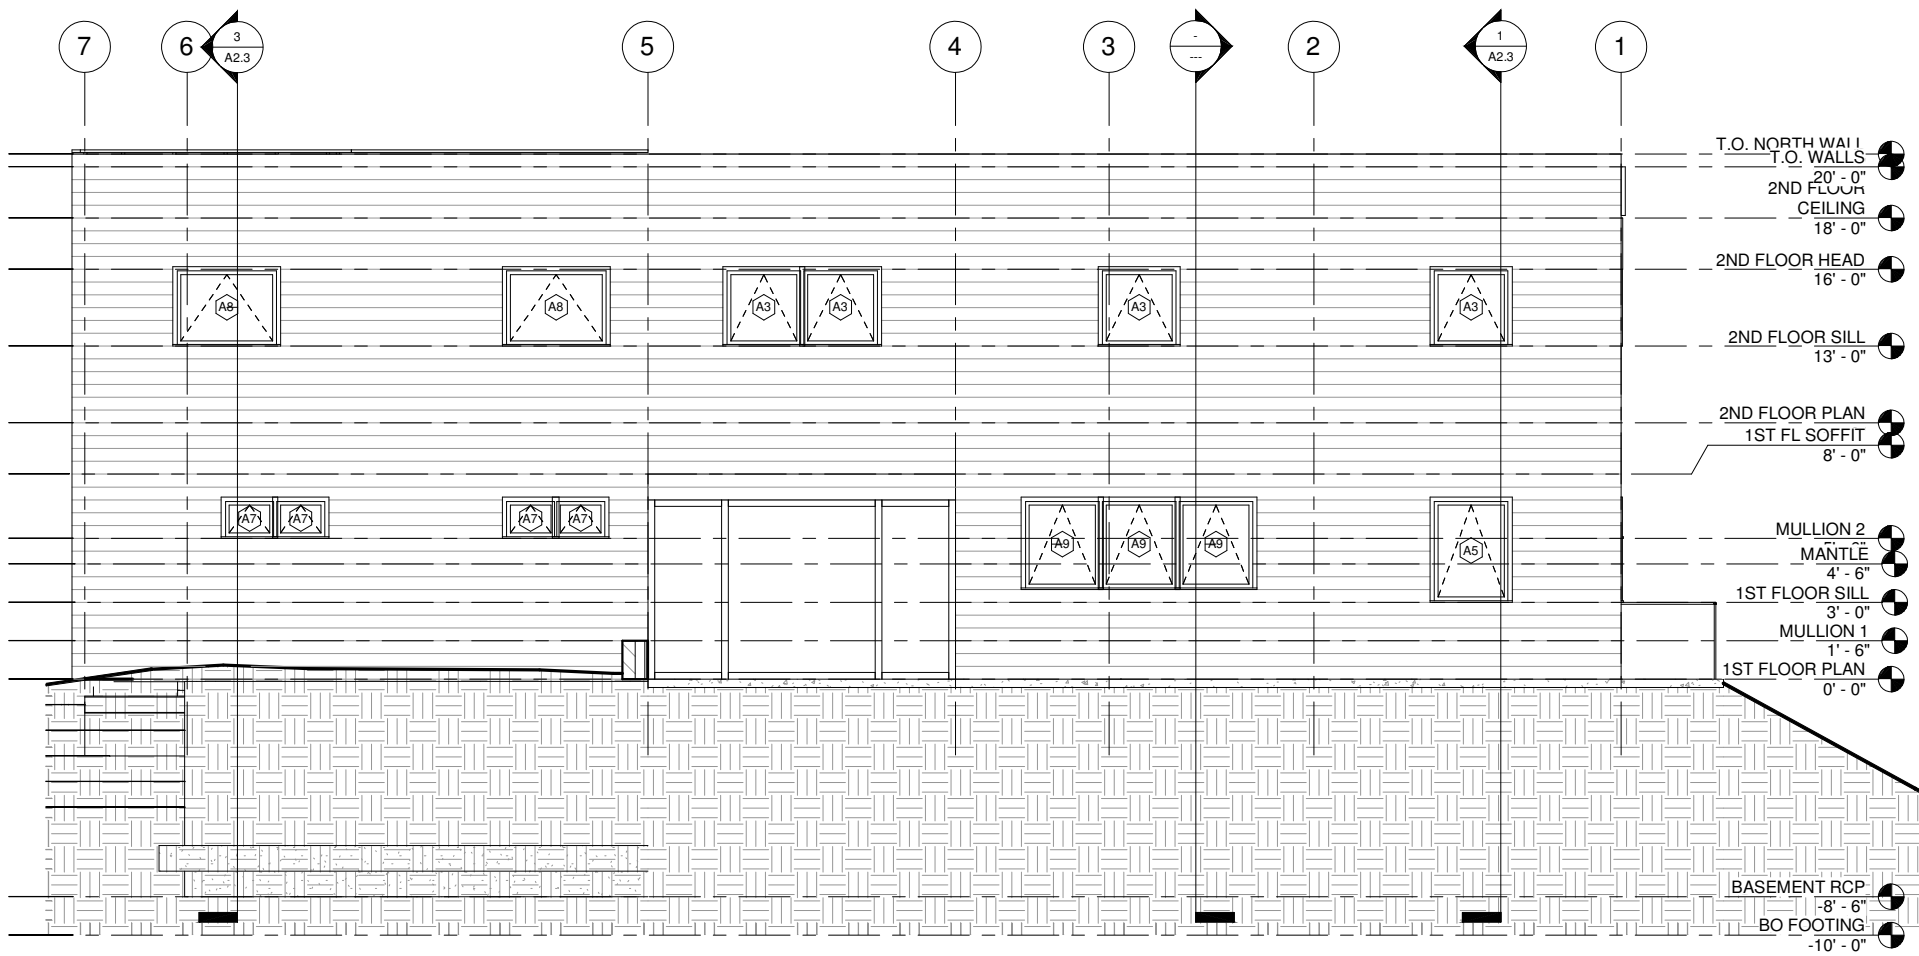 7
6
3
A2.3
5
4
3
-
---
2
1
A2.3
1
T.O. NORTH WALL
T.O. WALLS
20' - 0"
2ND FLOOR
CEILING
18' - 0"
2ND FLOOR HEAD
16' - 0"
A8
A8
A3
A3
A3
A3
2ND FLOOR SILL
13' - 0"
2ND FLOOR PLAN
1ST FL SOFFIT
8' - 0"
A7
A7
A7
A7
A9
A9
A9
A5
MULLION 2
MANTLE
4' - 6"
1ST FLOOR SILL
3' - 0"
MULLION 1
1' - 6"
1ST FLOOR PLAN
0' - 0"
BASEMENT RCP
-8' - 6"
BO FOOTING
-10' - 0"